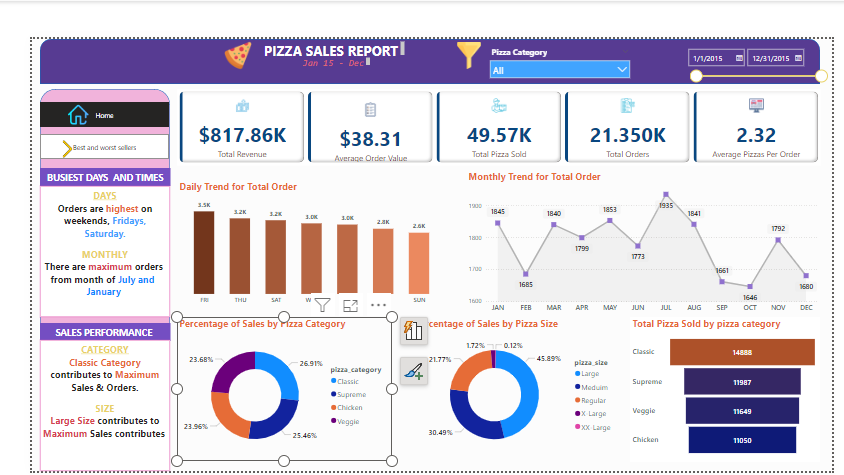 PIZZA SALES REPORT
Jan 15 - Dec
Pizza Category
All
1/1/2015
12/31/2015
Home
Best and worst sellers
$817.86K
Total Revenue
$38.31
Average Order Value
49.57K
Total Pizza Sold
21.350K
Total Orders
2.32
Average Pizzas Per Order
BUSIEST DAYS AND TIMES
DAYS
Orders are highest on
weekends, Fridays,
Saturday.
MONTHLY
There are maximum orders
from month of July and
January
SALES PERFORMANCE
CATEGORY
Classic Category
contributes to Maximum
Sales & Orders.
SIZE
Large Size contributes to
Maximum Sales contributes
Daily Trend for Total Order
3.5K
3.2K
3.2K
3.0K
3.0K
2.8K
2.6K
FRI
THU
SAT
W
SUN
Monthly Trend for Total Order
1900
1800
1700
1600
1845
1685
1840
1799
1853
1773
1935
1841
1661
1646
1792
1680
JAN
FEB
MAR
APR
MAY
JUN
JUL
AUG
SEP
OCT
NOV
DEC
Percentage of Sales by Pizza Category
23.68%
26.91%
23.96%
25.46%
pizza_category
Classic
Supreme
Chicken
Veggie
centage of Sales by Pizza Size
1.72%
0.12%
21.77%
45.89%
30.49%
pizza_size
Large
Meduim
Regular
X Large
XX Large
Total Pizza Sold by pizza category
Classic
14888
Supreme
11987
Veggie
11649
Chicken
11050